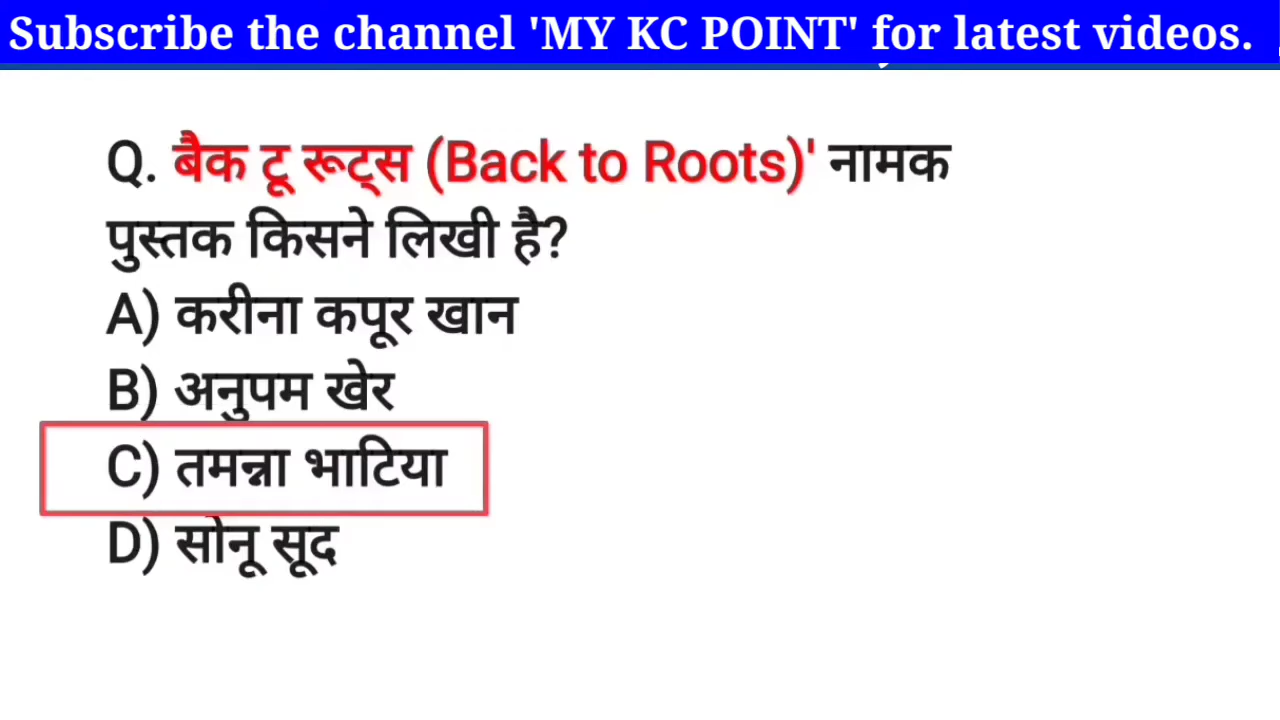 Subscribe the channel 'MY KC POINT' for latest videos.
Q. बैक टू रूट्स (Back to Roots)' नामक
पुस्तक किसने लिखी है?
A) करीना कपूर खान
B) अनुपम खेर
C) तमन्ना भाटिया
D) सोनू सूद